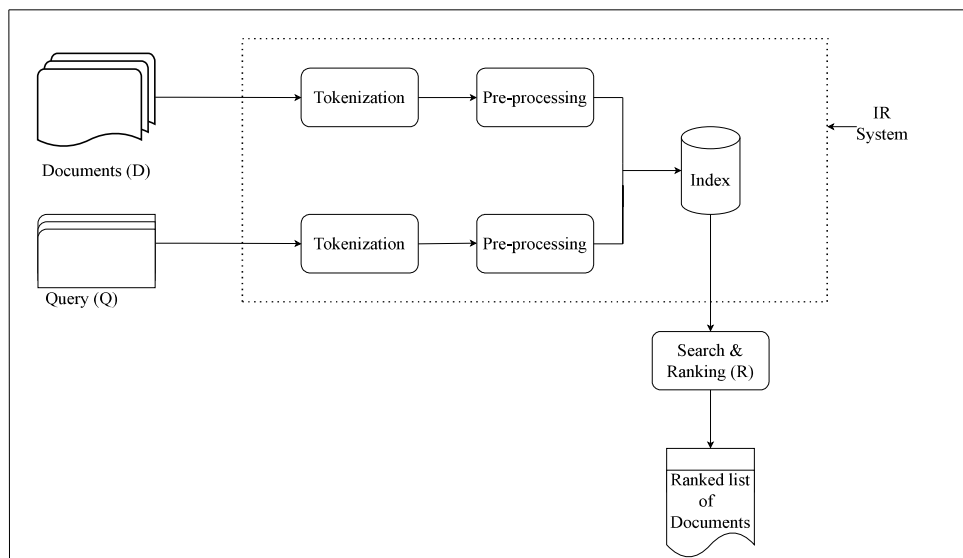 Tokenization
Pre-processing
IR
System
Documents (D)
Index
Tokenization
Pre-processing
Query (Q)
Search &
Ranking (R)
Ranked list
of
Documents